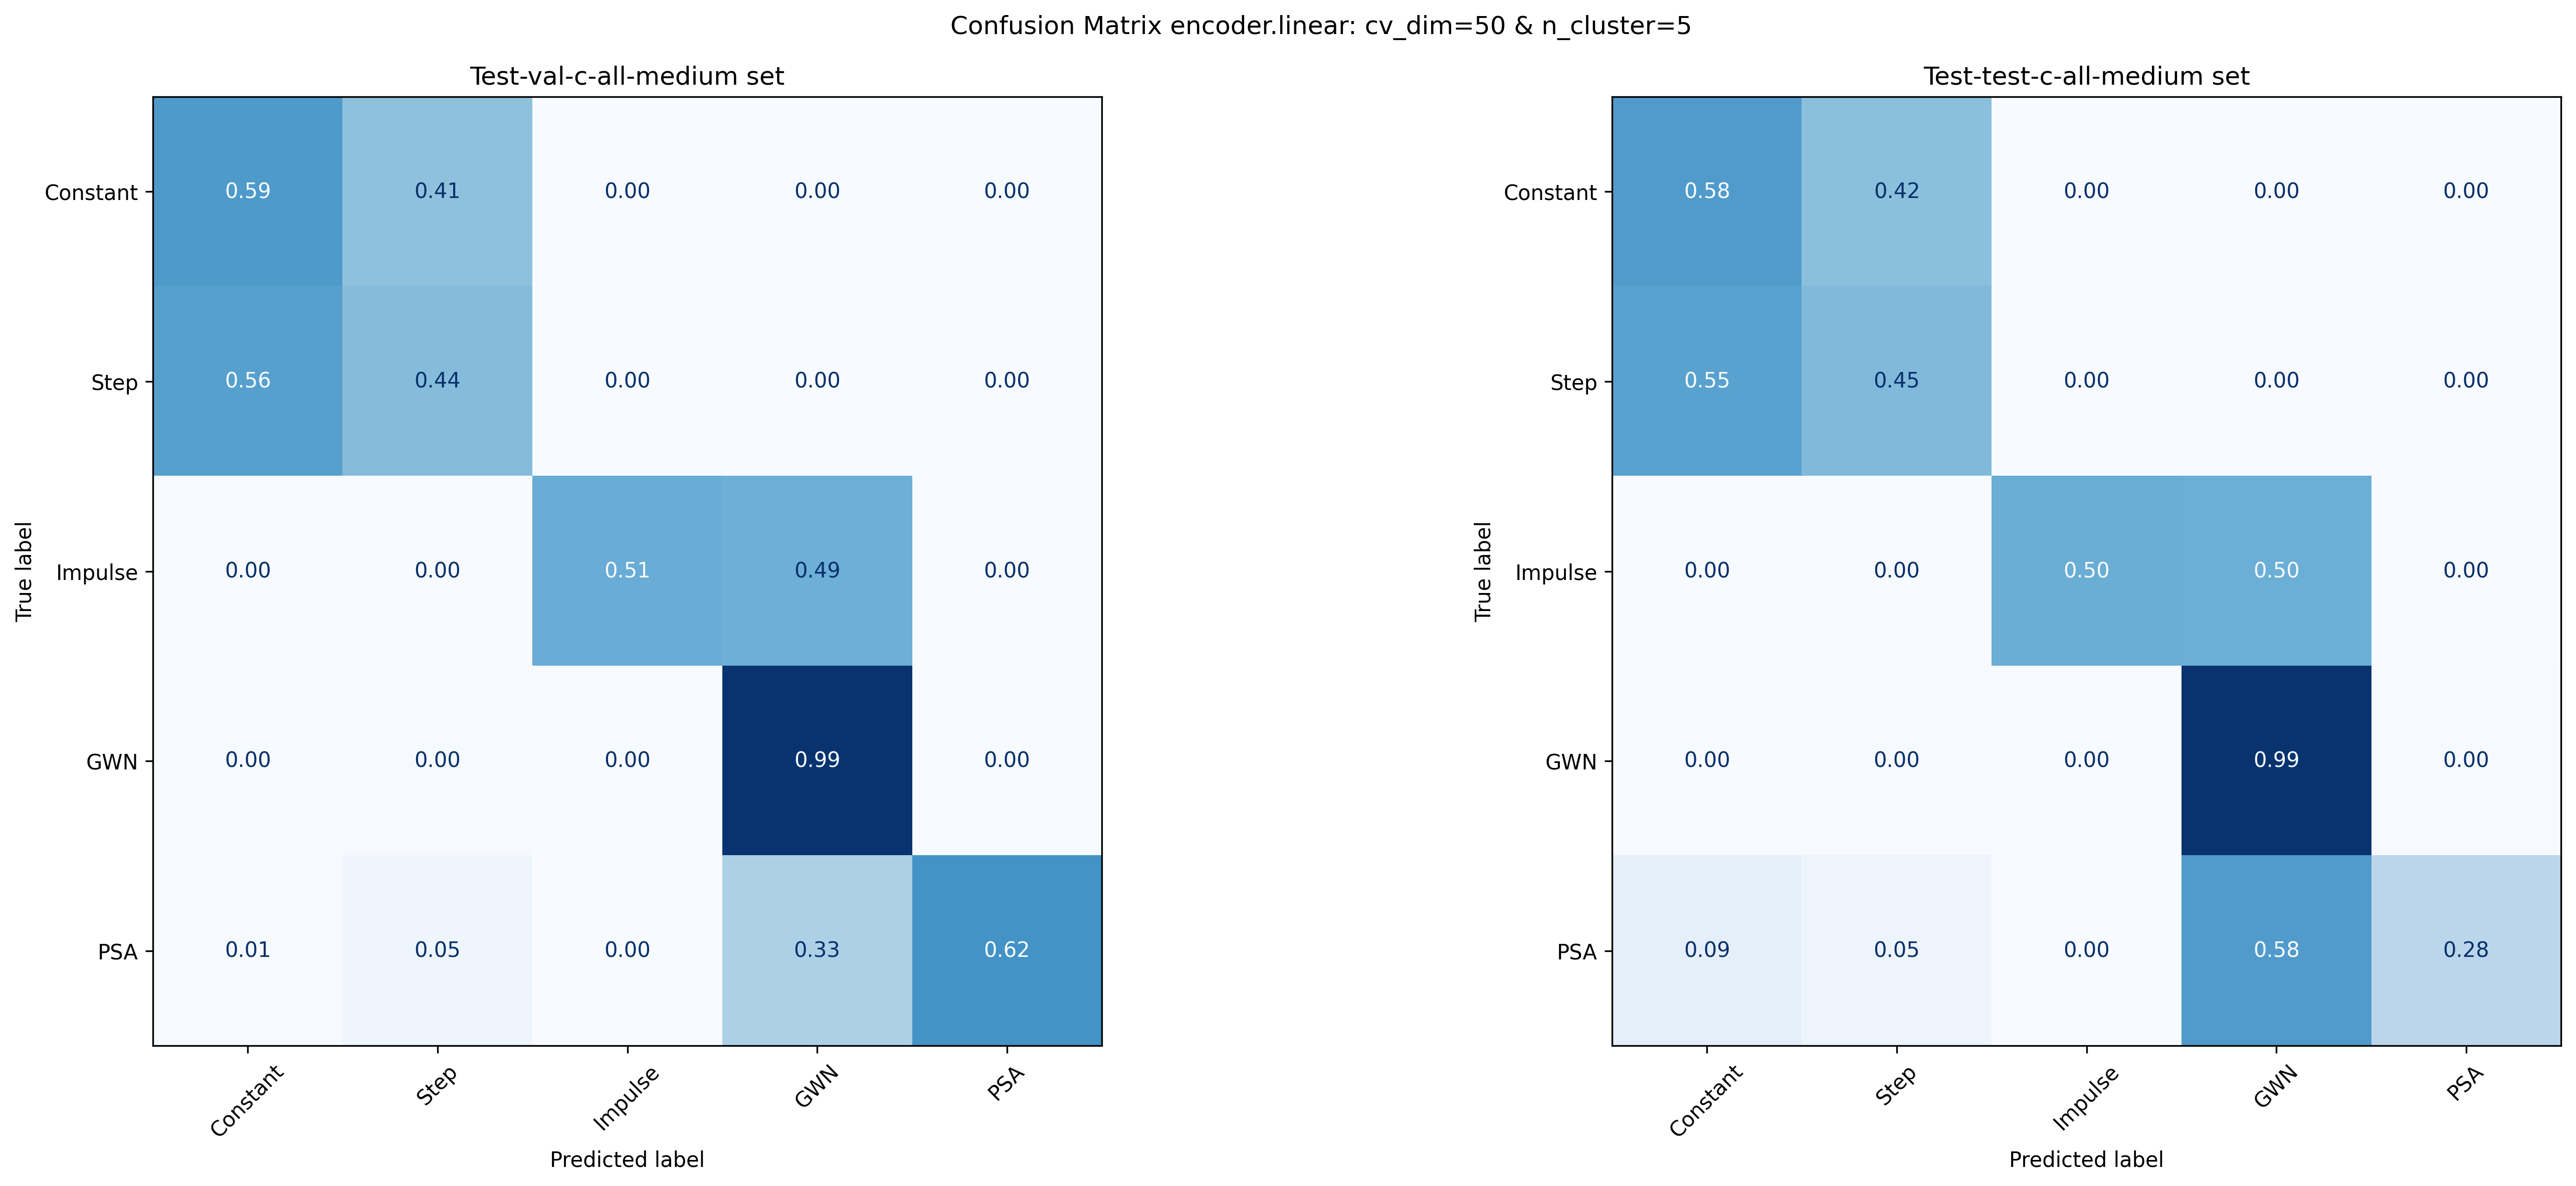 Confusion Matrix encoder.linear: cv_dim=50 & n_cluster=5
Test-val-c-all-medium set
True label
Constant 0.59 0.41 0.00 0.00 0.00
Step 0.56 0.44 0.00 0.00 0.00
Impulse 0.00 0.00 0.51 0.49 0.00
GWN 0.00 0.00 0.00 0.99 0.00
PSA 0.01 0.05 0.00 0.33 0.62
Constant Step Impulse GWN PSA
Predicted label
Test-test-c-all-medium set
True label
Constant 0.58 0.42 0.00 0.00 0.00
Step 0.55 0.45 0.00 0.00 0.00
Impulse 0.00 0.00 0.50 0.50 0.00
GWN 0.00 0.00 0.00 0.99 0.00
PSA 0.09 0.05 0.00 0.58 0.28
Constant Step Impulse GWN PSA
Predicted label